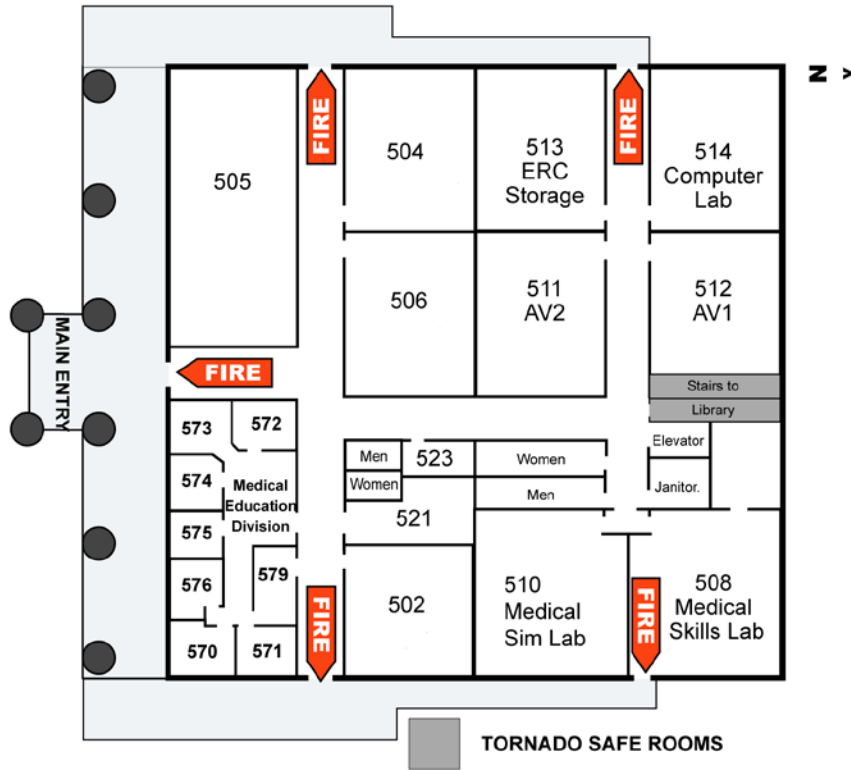 FIRE
FIRE
N
>
505
504
513
ERC
Storage
514
Computer
Lab
506
511
AV2
512
AV1
MAIN ENTRY
FIRE
Stairs to
Library
573
572
Men
523
Women
Elevator
574
Women
Men
Janitor.
Medical
Education
Division
575
521
576
579
502
510
Medical
Sim Lab
508
Medical
Skills Lab
FIRE
FIRE
570
571
TORNADO SAFE ROOMS